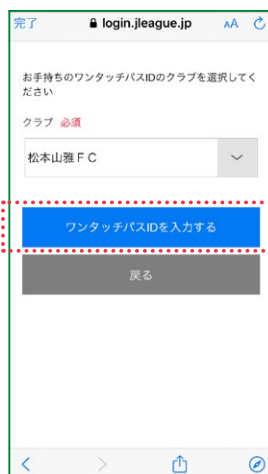 完了 login.jleague.jp AA
お手持ちのワンタッチパスIDのクラブを選択してく
ださい
クラブ 必須
松本山雅ＦＣ
ワンタッチパスIDを入力する
戻る